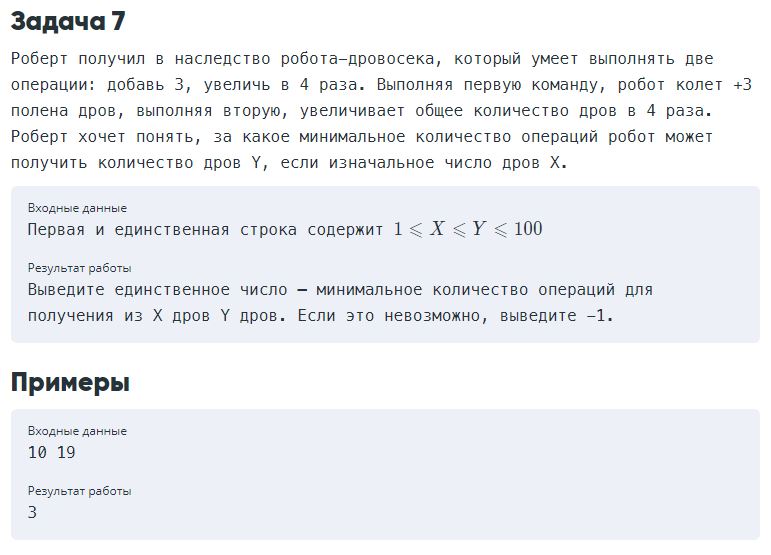 Задача 7
Роберт получил в наследство робота-дровосека, который умеет выполнять две
операции: добавь 3, увеличь в 4 раза. Выполняя первую команду, робот колет +3
полена дров, выполняя вторую, увеличивает общее количество дров в 4 раза.
Роберт хочет понять, за какое минимальное количество операций робот может
получить количество дров Y, если изначальное число дров X.
Входные данные
Первая и единственная строка содержит 1 ⩽ X ⩽ Y ⩽ 100
Результат работы
Выведите единственное число — минимальное количество операций для
получения из X дров Y дров. Если это невозможно, выведите -1.
Примеры
Входные данные
10 19
Результат работы
3